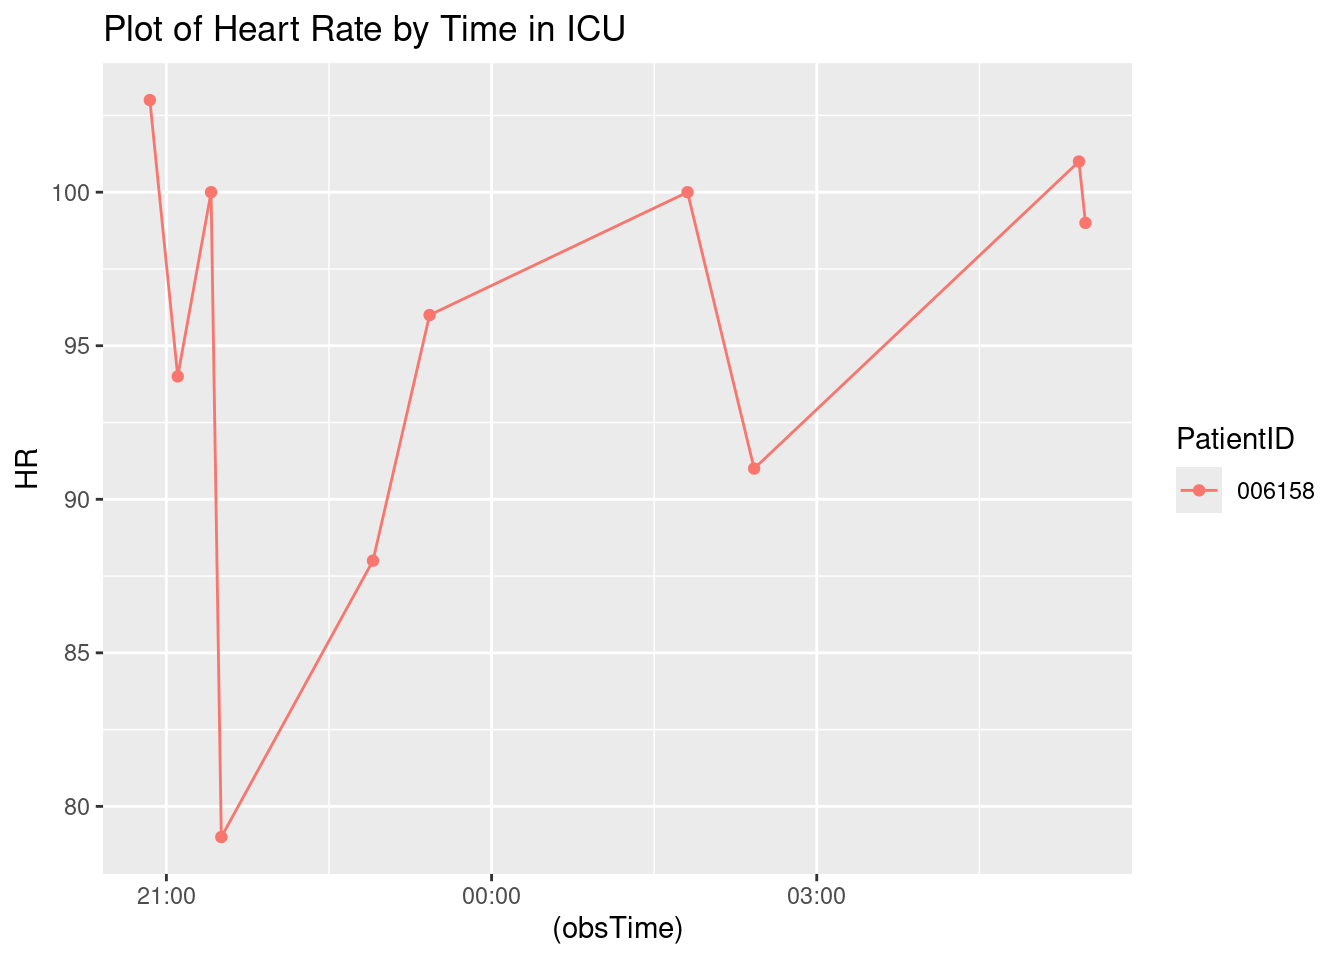 Plot of Heart Rate by Time in ICU
HR
100
95
90
85
80
21:00
00:00
03:00
(obsTime)
PatientID
006158